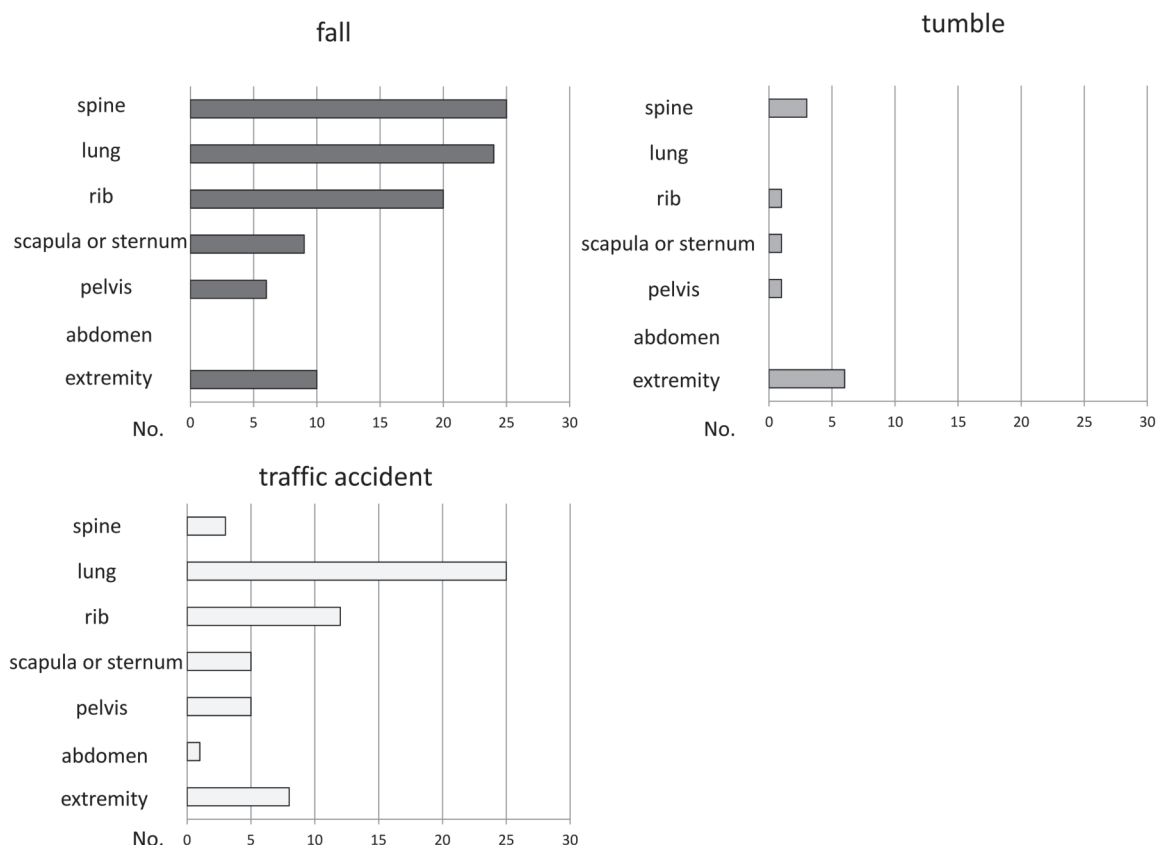 fall
spine
lung
rib
scapula or sternum
pelvis
abdomen
extremity
0 5 10 15 20 25 30
No.
tumble
spine
lung
rib
scapula or sternum
pelvis
abdomen
extremity
0 5 10 15 20 25 30
No.
traffic accident
spine
lung
rib
scapula or sternum
pelvis
abdomen
extremity
No. 0 5 10 15 20 25 30